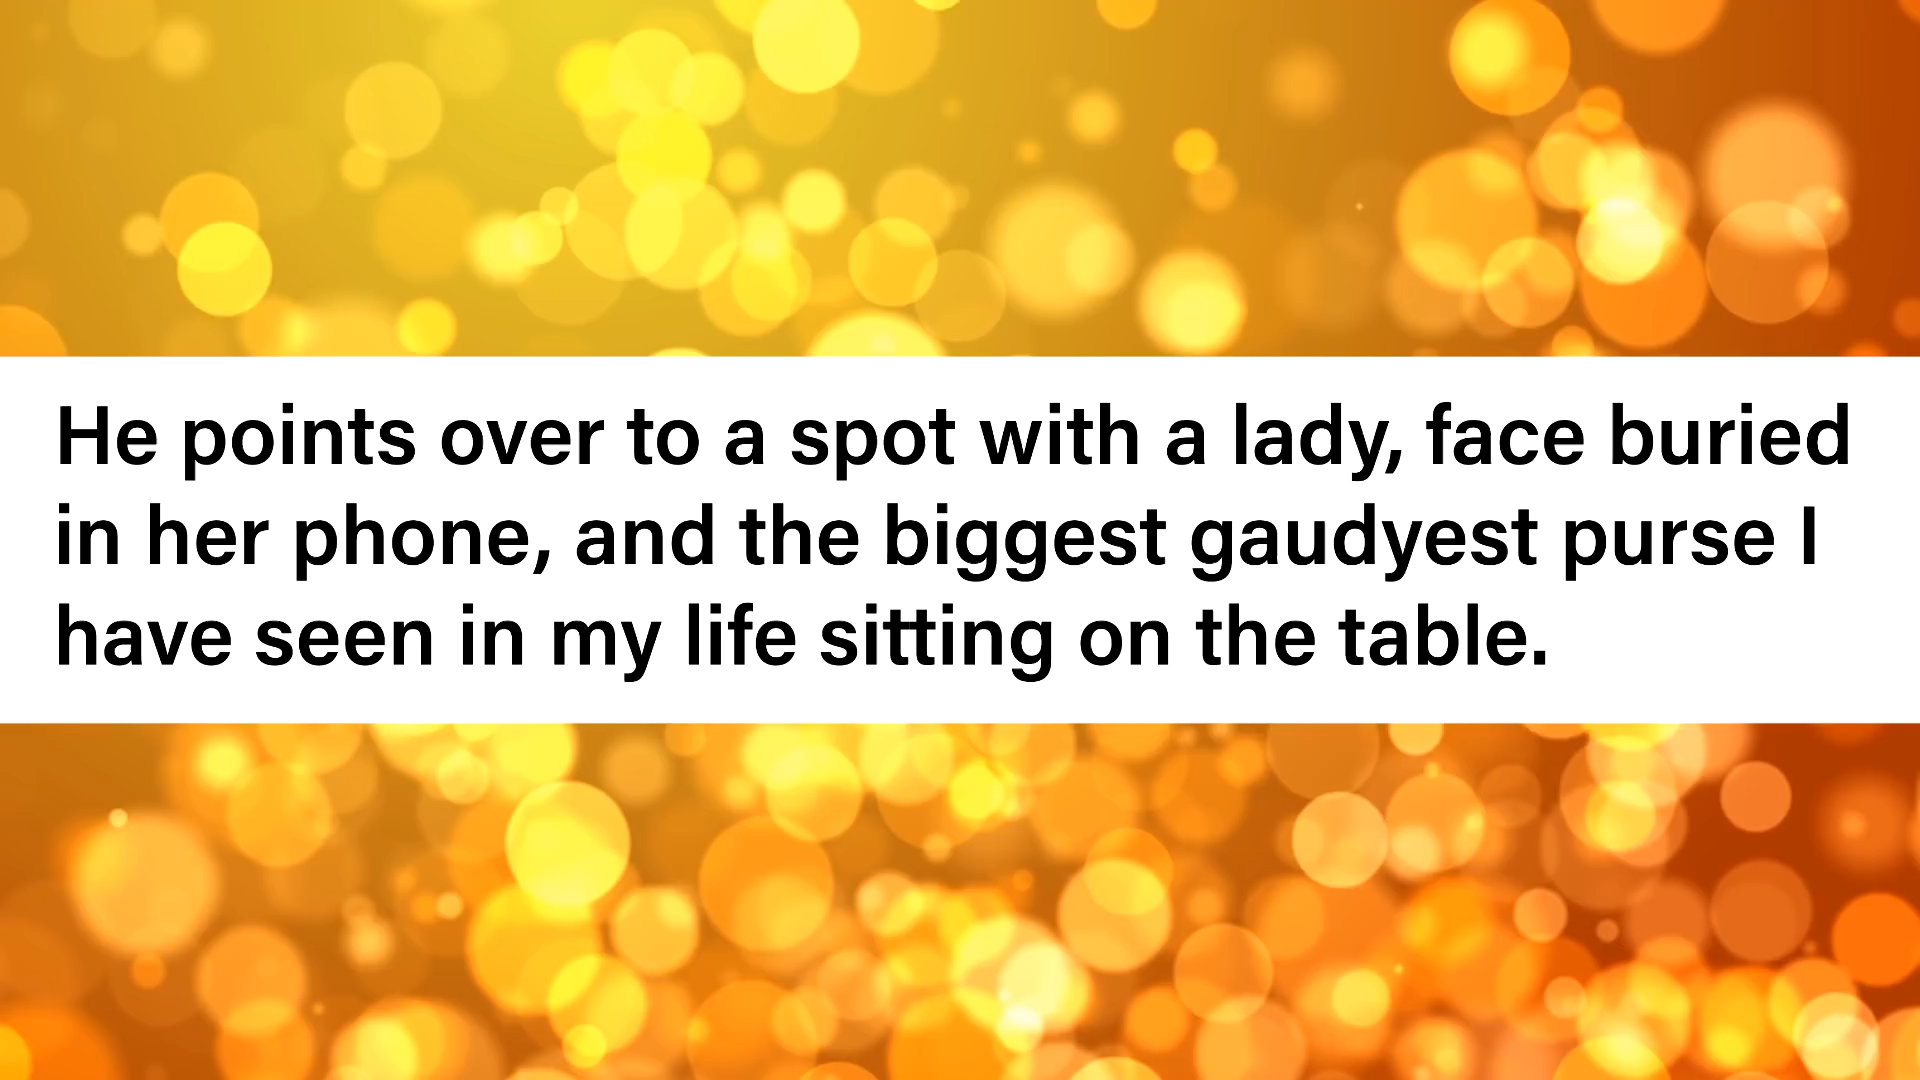 He points over to a spot with a lady, face buried
in her phone, and the biggest gaudyest purse I
have seen in my life sitting on the table.